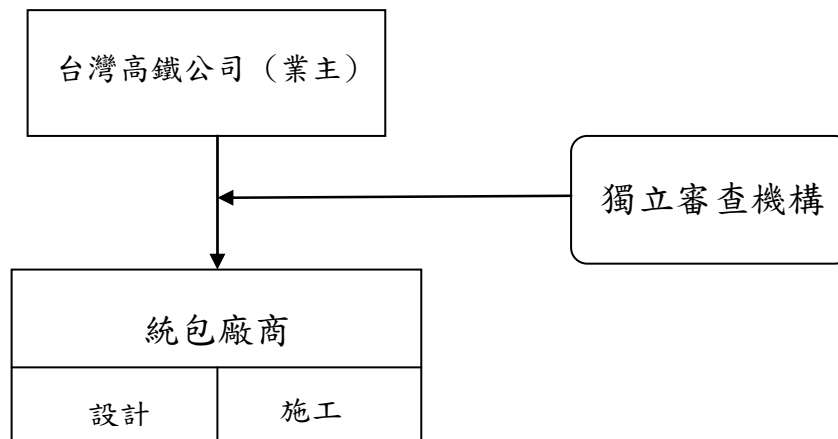 台灣高鐵公司（業主）
獨立審查機構
統包廠商
設計
施工